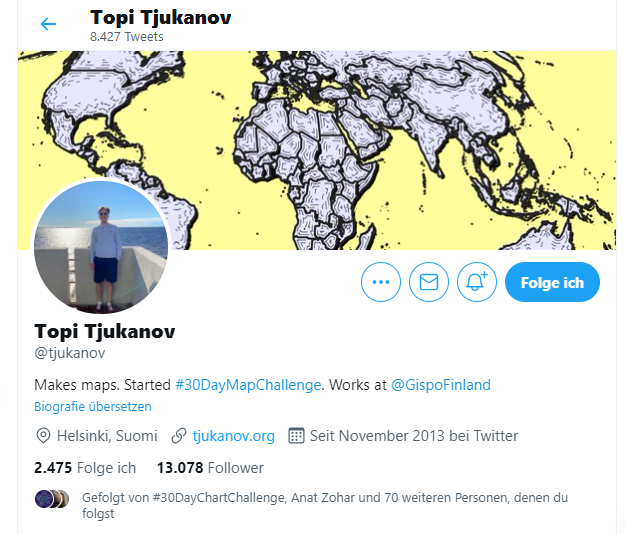 Topi Tjukanov
8.427 Tweets
Folge ich
Topi Tjukanov
@tjukanov
Makes maps. Started #30DayMapChallenge. Works at @GispoFinland
Biografie übersetzen
Helsinki, Suomi tjukanov.org Seit November 2013 bei Twitter
2.475 Folge ich 13.078 Follower
Gefolgt von #30DayChartChallenge, Anat Zohar und 70 weiteren Personen, denen du
folgst